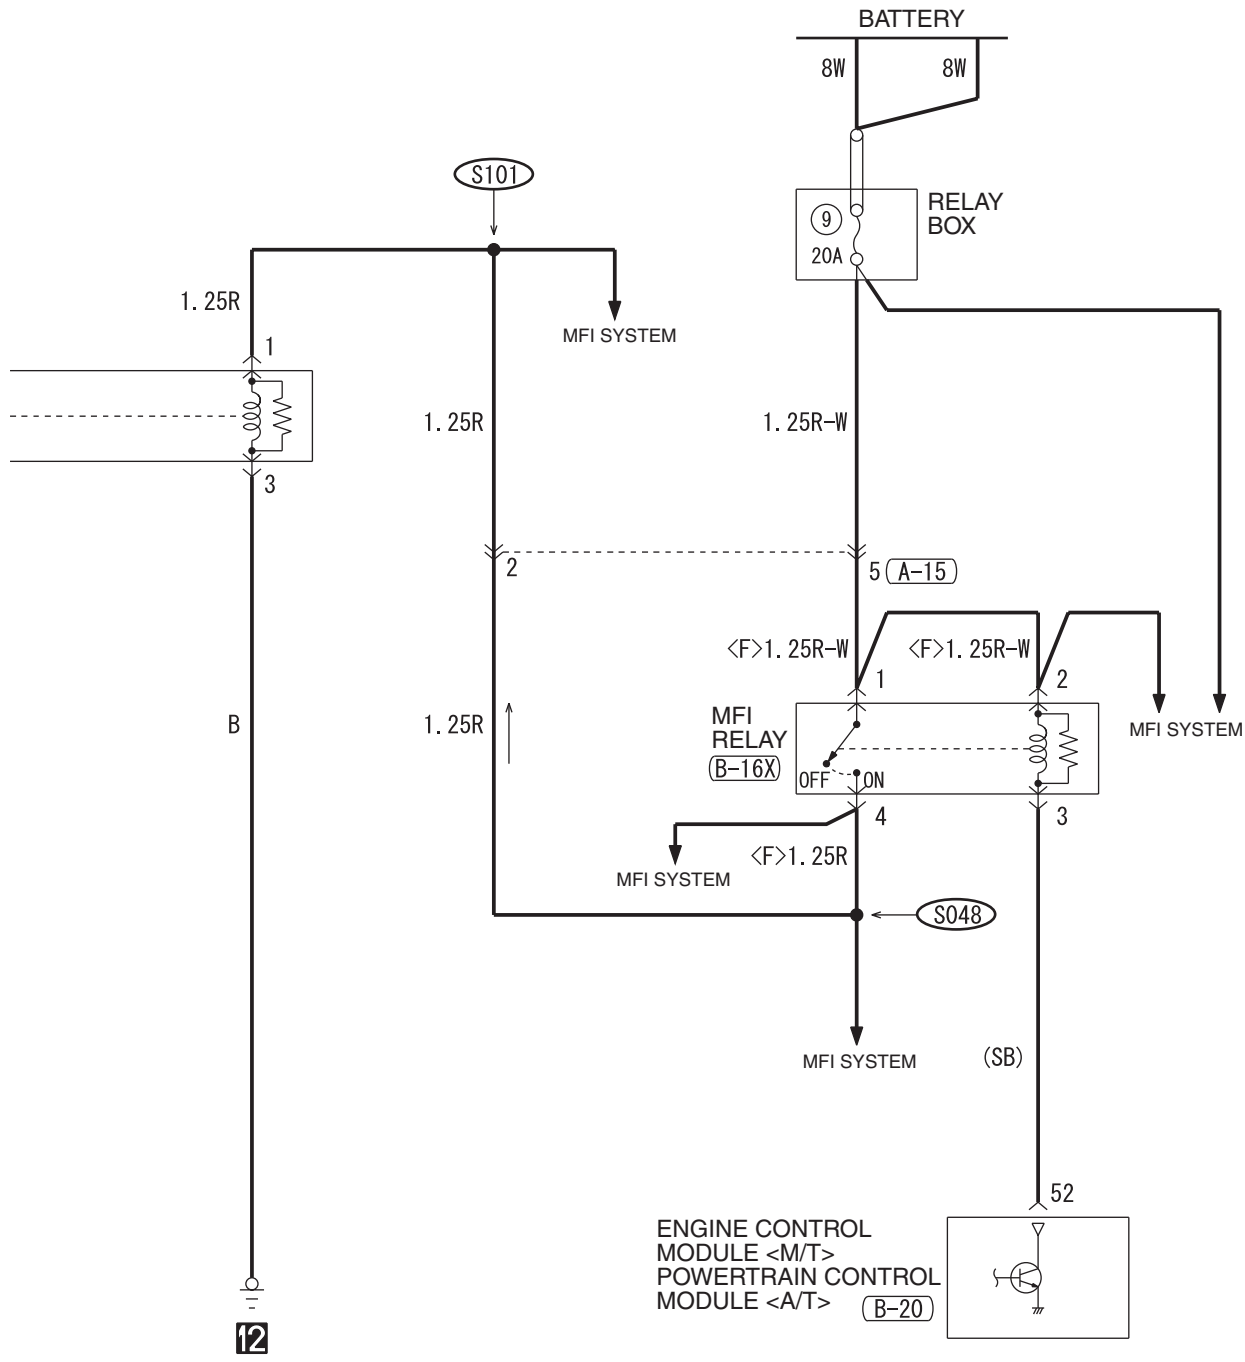 BATTERY
8W
8W
S101
RELAY
BOX
9
20A
1.25R
MFI SYSTEM
1
1.25R
1.25R-W
3
2
5
A-15
<F>1.25R-W
<F>1.25R-W
1
2
B
1.25R
MFI
RELAY
B-16X
OFF
ON
MFI SYSTEM
4
3
<F>1.25R
MFI SYSTEM
S048
MFI SYSTEM
(SB)
52
ENGINE CONTROL
MODULE <M/T>
POWERTRAIN CONTROL
MODULE <A/T>
B-20
12